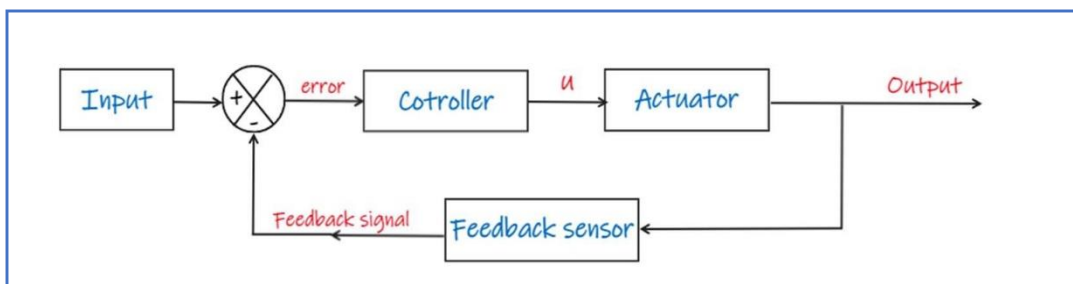 Input
+
-
error
Cotroller
u
Actuator
Output
Feedback signal
Feedback sensor